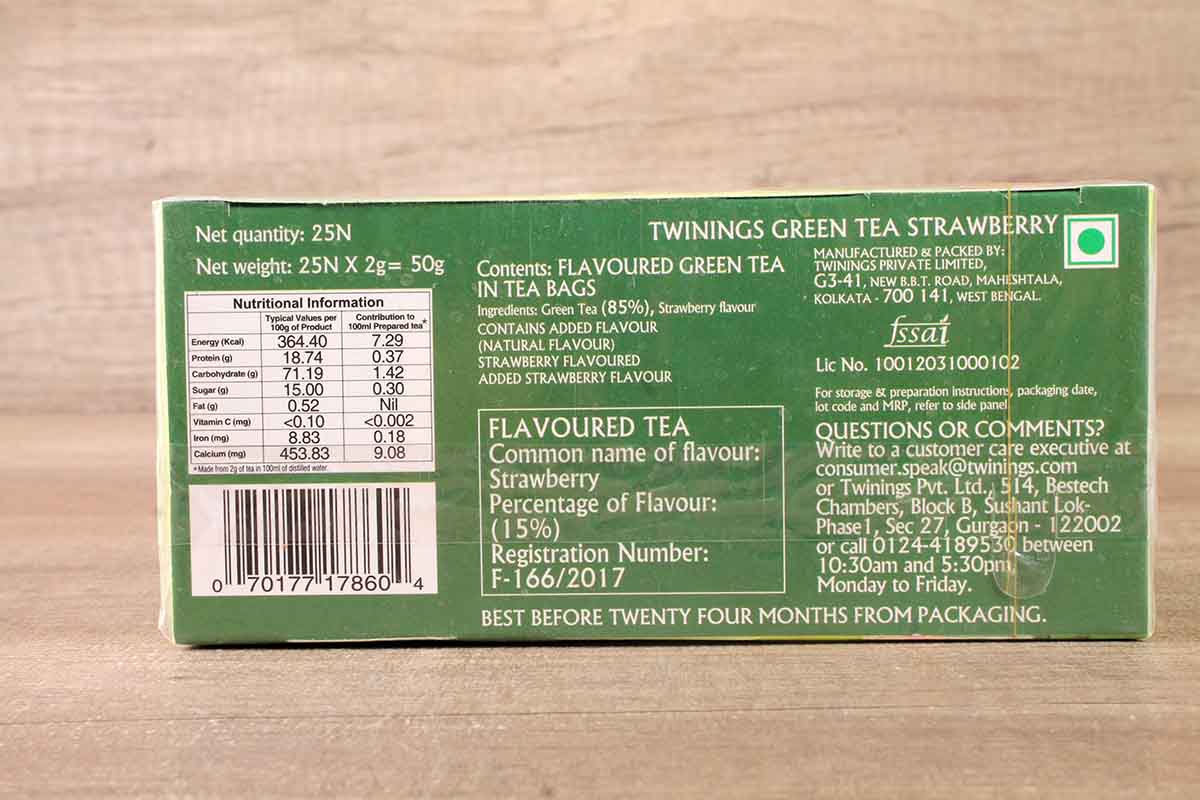 Net quantity: 25N
Net weight: 25N X 2g= 50g
Nutritional Information
Typical Values per 100g of Product
Contribution to 100ml Prepared tea*
Energy (Kcal) 364.40 7.29
Protein (g) 18.74 0.37
Carbohydrate (g) 71.19 1.42
Sugar (g) 15.00 0.30
Fat (g) 0.52 Nil
Vitamin C (mg) <0.10 <0.002
Iron (mg) 8.83 0.18
Calcium (mg) 453.83 9.08
*Made from 2g of tea in 100ml of distilled water.
0 70177 17860 4
Contents: FLAVOURED GREEN TEA
IN TEA BAGS
Ingredients: Green Tea (85%), Strawberry flavour
CONTAINS ADDED FLAVOUR
(NATURAL FLAVOUR)
STRAWBERRY FLAVOURED
ADDED STRAWBERRY FLAVOUR
FLAVOURED TEA
Common name of flavour:
Strawberry
Percentage of Flavour:
(15%)
Registration Number:
F-166/2017
TWININGS GREEN TEA STRAWBERRY
MANUFACTURED & PACKED BY:
TWININGS PRIVATE LIMITED,
G3-41, NEW B.B.T. ROAD, MAHESHTALA,
KOLKATA - 700 141, WEST BENGAL.
fssai
Lic No. 10012031000102
For storage & preparation instructions, packaging date,
lot code and MRP, refer to side panel
QUESTIONS OR COMMENTS?
Write to a customer care executive at
consumer.speak@twinings.com
or Twinings Pvt. Ltd., 514, Bestech
Chambers, Block B, Sushant Lok-
Phase1, Sec 27, Gurgaon - 122002
or call 0124-4189530 between
10:30am and 5:30pm,
Monday to Friday.
BEST BEFORE TWENTY FOUR MONTHS FROM PACKAGING.